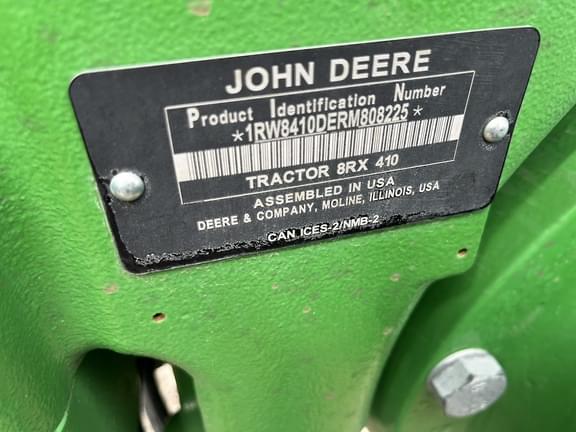 JOHN DEERE
Product Identification Number
*1RW8410DERM808225*
TRACTOR 8RX 410
ASSEMBLED IN USA
DEERE & COMPANY, MOLINE, ILLINOIS, USA
CAN ICES-2/NMB-2